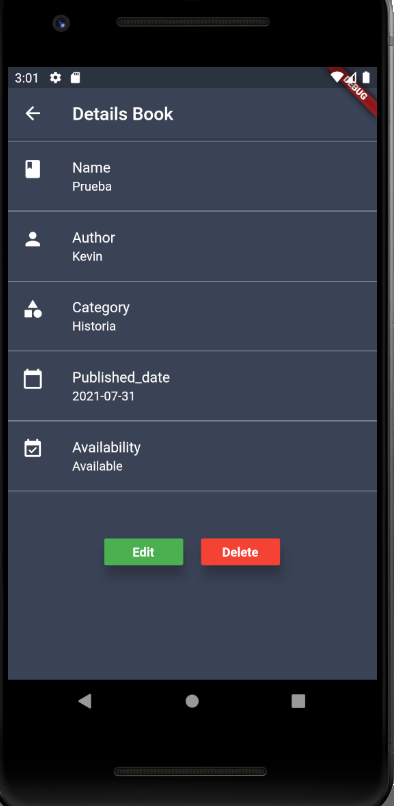 3:01
DEBUG
Details Book
Name
Prueba
Author
Kevin
Category
Historia
Published_date
2021-07-31
Availability
Available
Edit
Delete